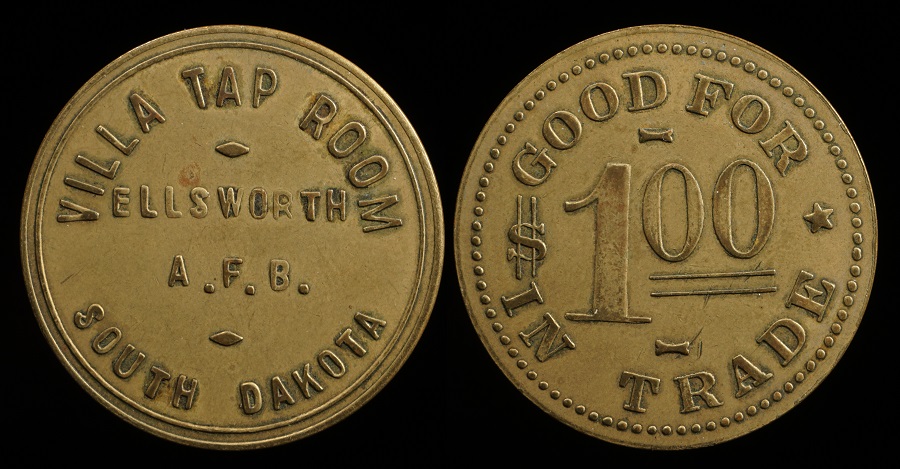 VILLA TAP ROOM
ELLSWORTH
A.F.B.
SOUTH DAKOTA
GOOD FOR
$ 1 00
IN TRADE